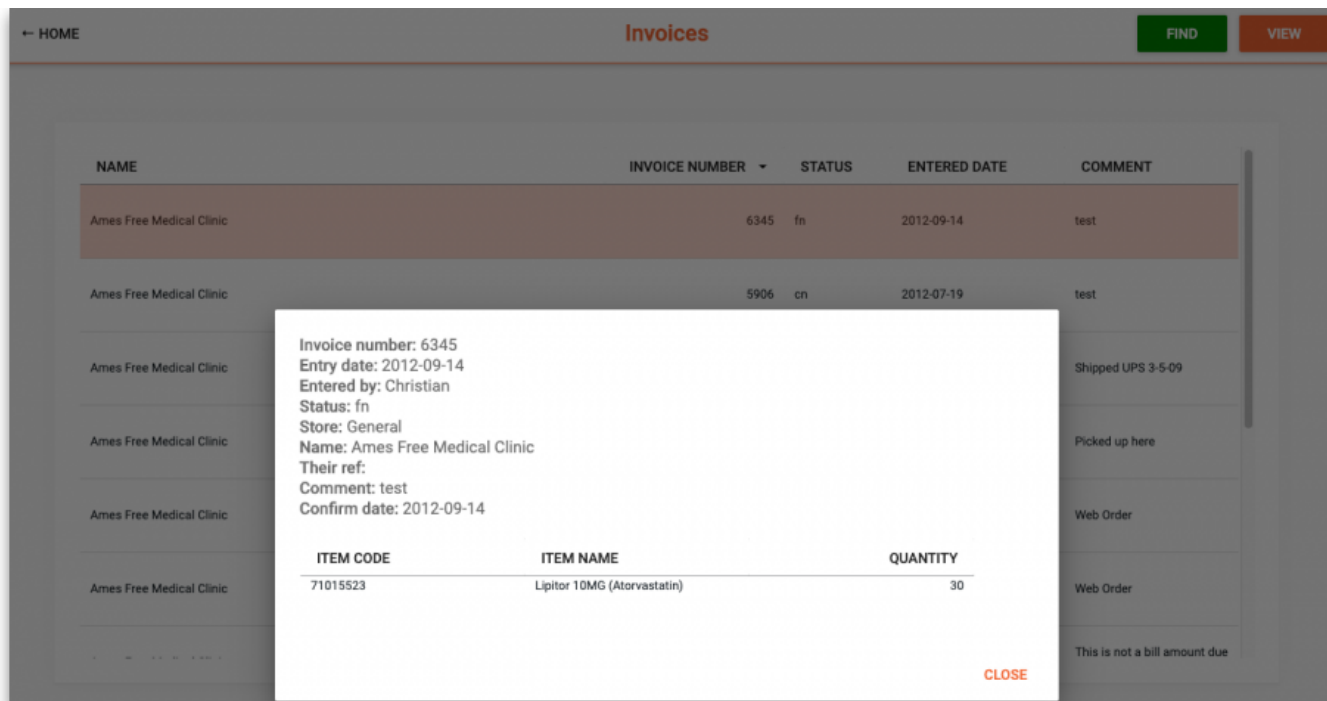 ← HOME Invoices FIND VIEW
NAME INVOICE NUMBER STATUS ENTERED DATE COMMENT
Ames Free Medical Clinic 6345 fn 2012-09-14 test
Ames Free Medical Clinic 5906 cn 2012-07-19 test
Ames Free Medical Clinic Shipped UPS 3-5-09
Ames Free Medical Clinic Picked up here
Ames Free Medical Clinic Web Order
Ames Free Medical Clinic Web Order
This is not a bill amount due
Invoice number: 6345
Entry date: 2012-09-14
Entered by: Christian
Status: fn
Store: General
Name: Ames Free Medical Clinic
Their ref:
Comment: test
Confirm date: 2012-09-14
ITEM CODE ITEM NAME QUANTITY
71015523 Lipitor 10MG (Atorvastatin) 30
CLOSE